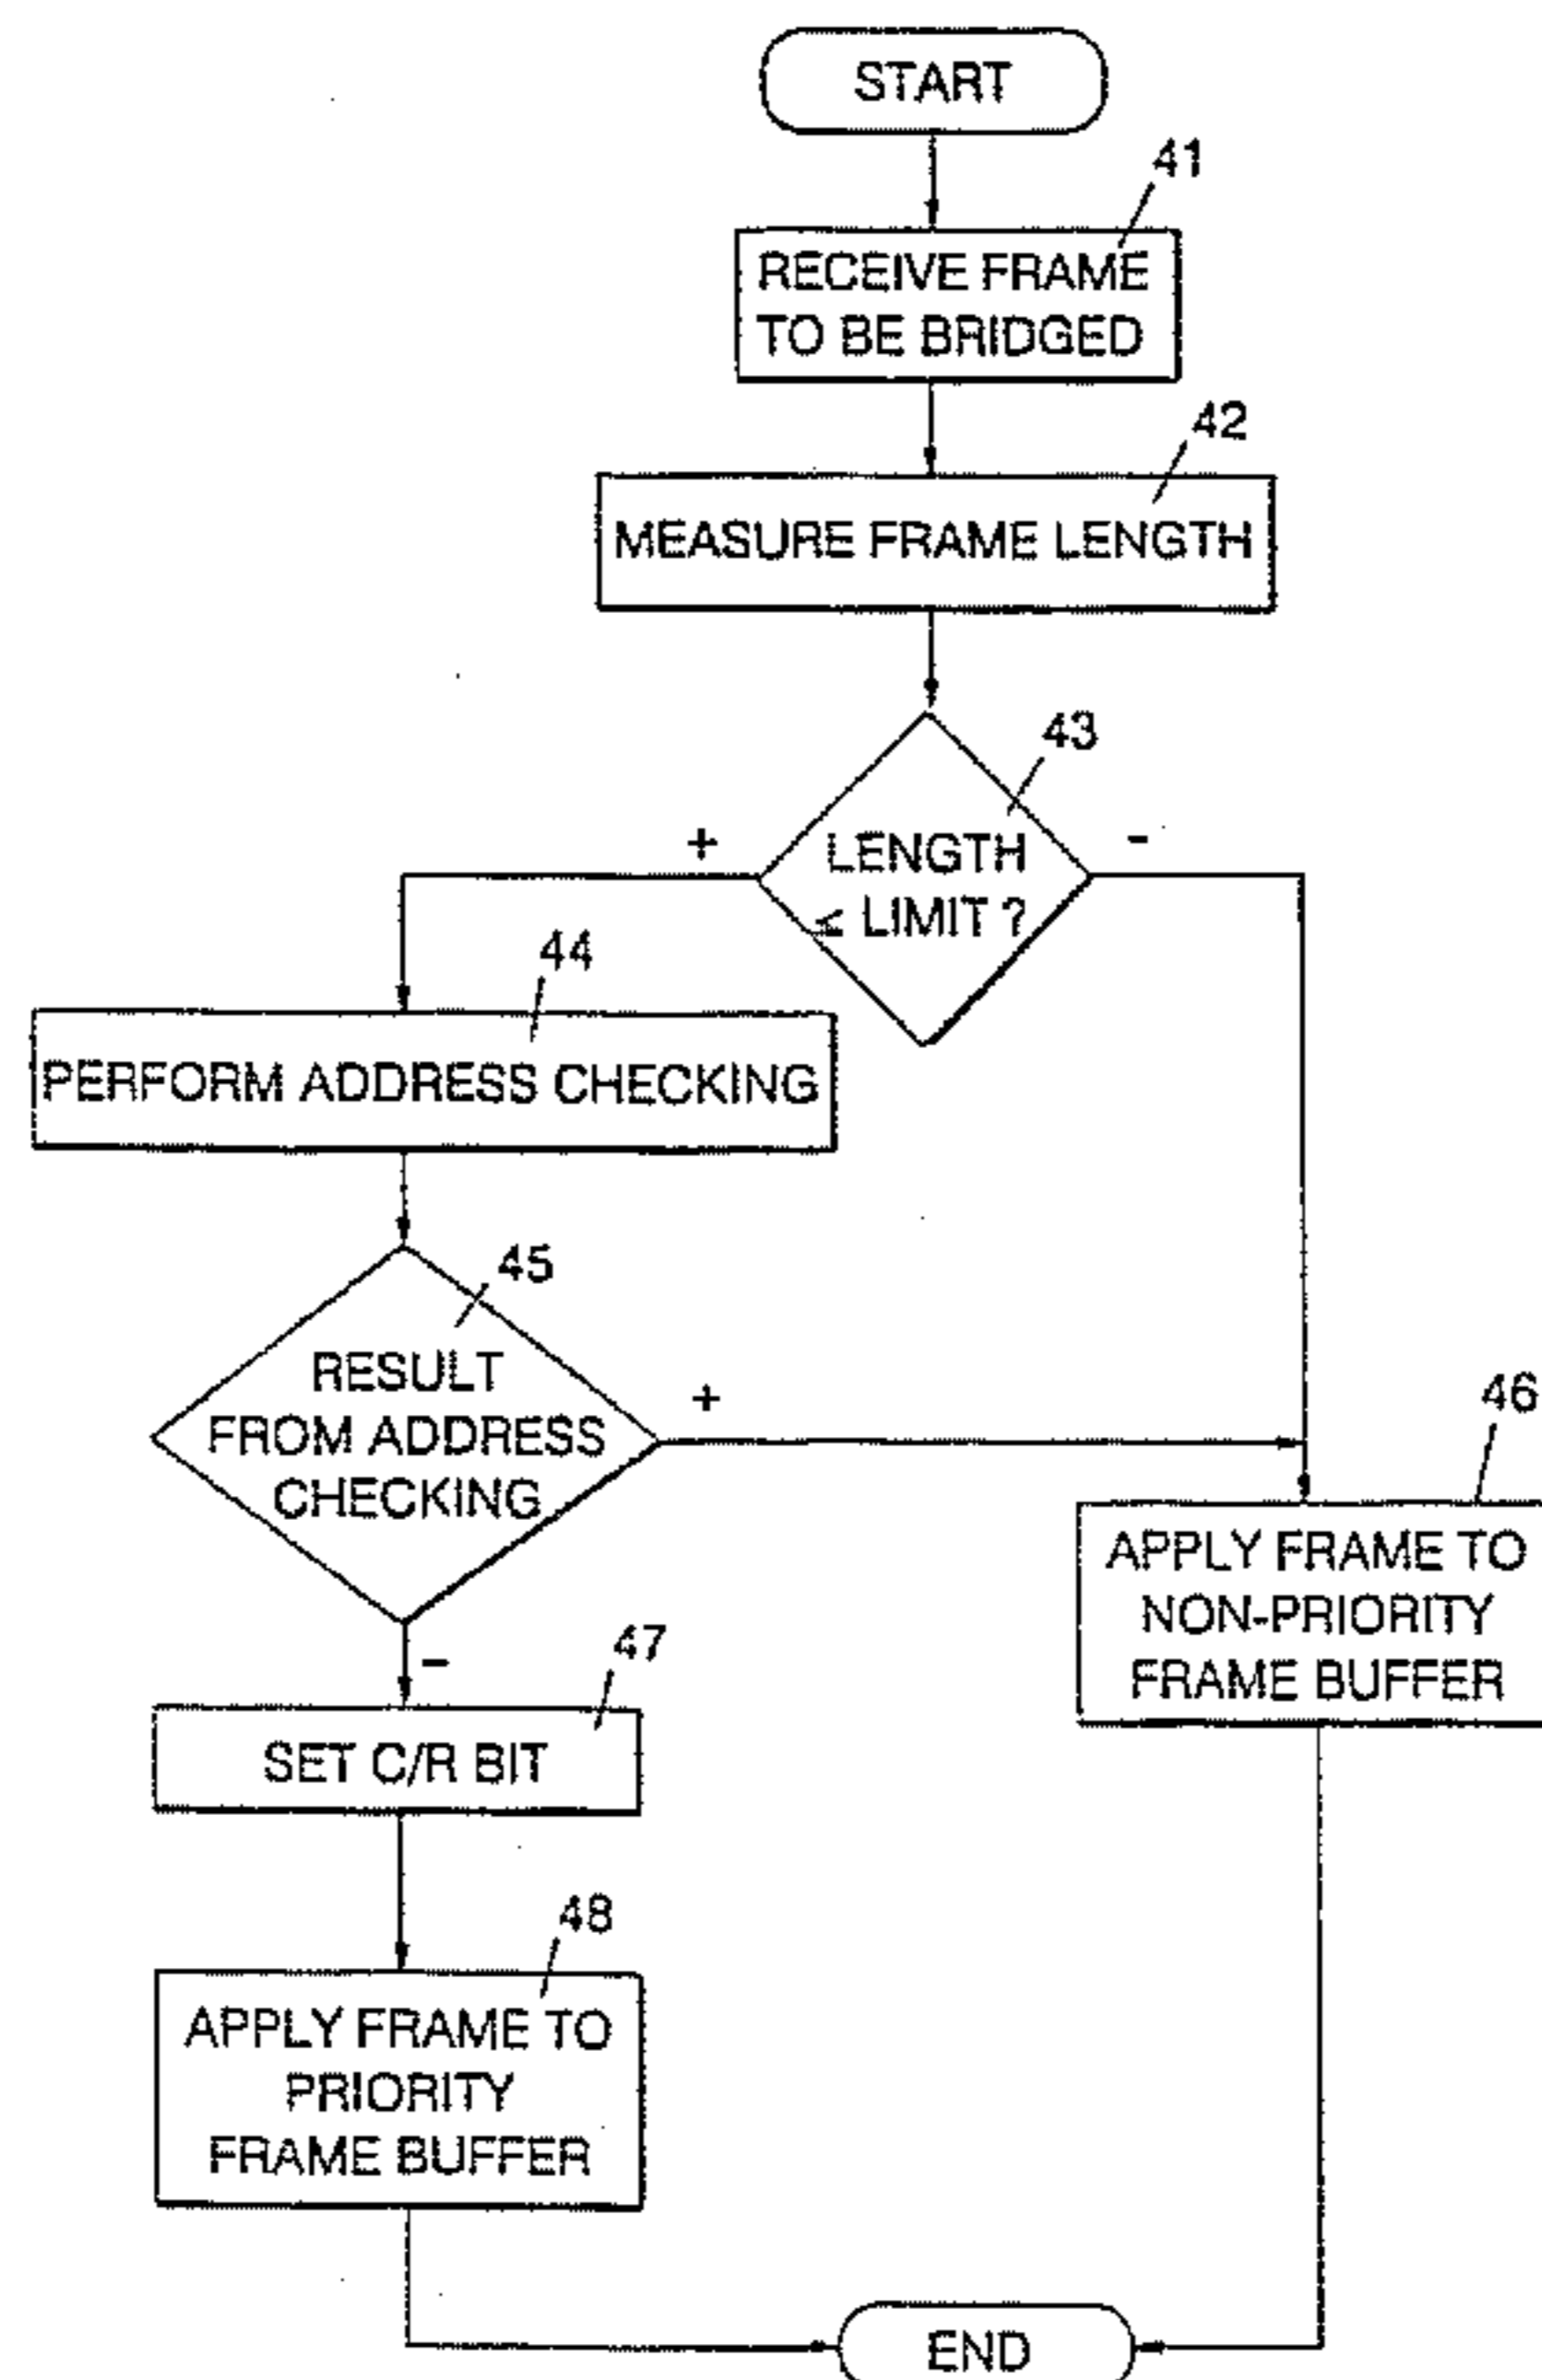 START
41
RECEIVE FRAME
TO BE BRIDGED
42
MEASURE FRAME LENGTH
43
LENGTH
≤ LIMIT ?
+
-
44
PERFORM ADDRESS CHECKING
45
RESULT
FROM ADDRESS
CHECKING
+
-
46
APPLY FRAME TO
NON-PRIORITY
FRAME BUFFER
47
SET C/R BIT
48
APPLY FRAME TO
PRIORITY
FRAME BUFFER
END